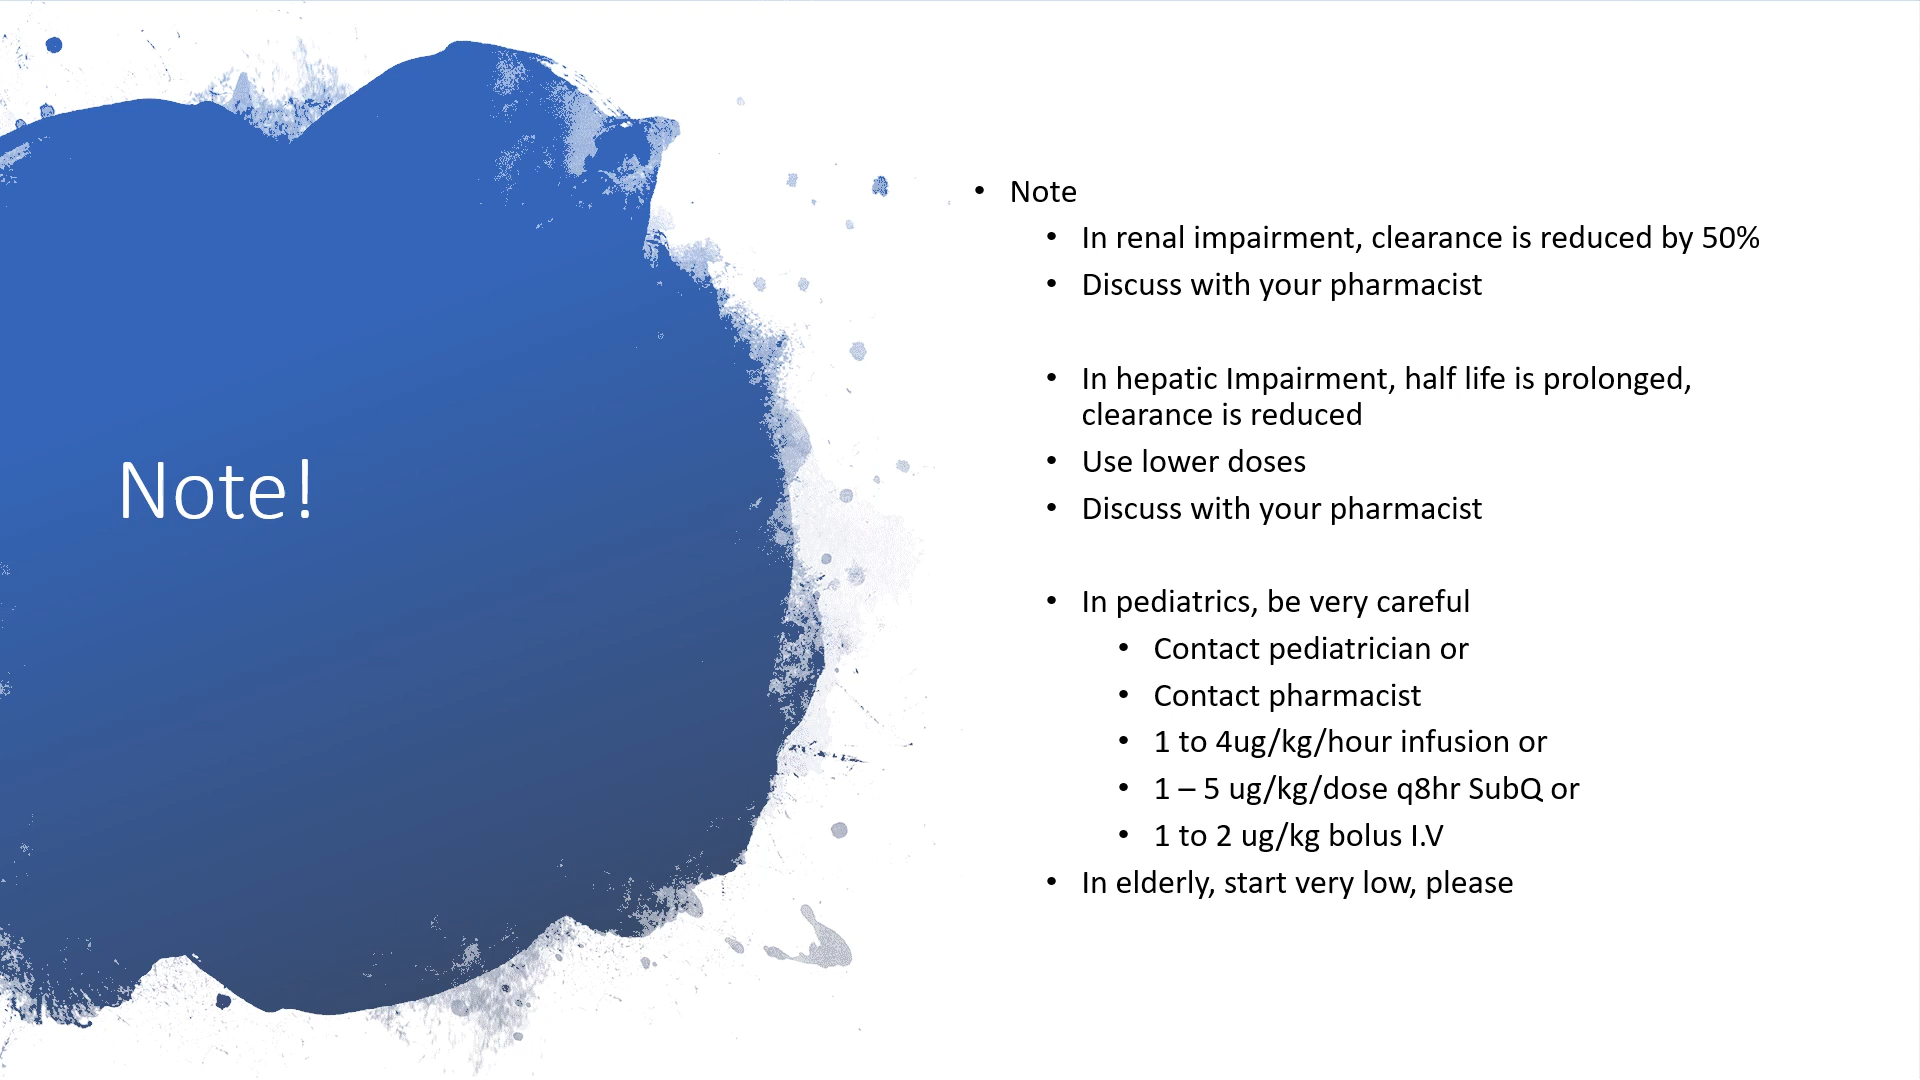 Note!
• Note
• In renal impairment, clearance is reduced by 50%
• Discuss with your pharmacist
• In hepatic Impairment, half life is prolonged,
clearance is reduced
• Use lower doses
• Discuss with your pharmacist
• In pediatrics, be very careful
• Contact pediatrician or
• Contact pharmacist
• 1 to 4ug/kg/hour infusion or
• 1 – 5 ug/kg/dose q8hr SubQ or
• 1 to 2 ug/kg bolus I.V
• In elderly, start very low, please